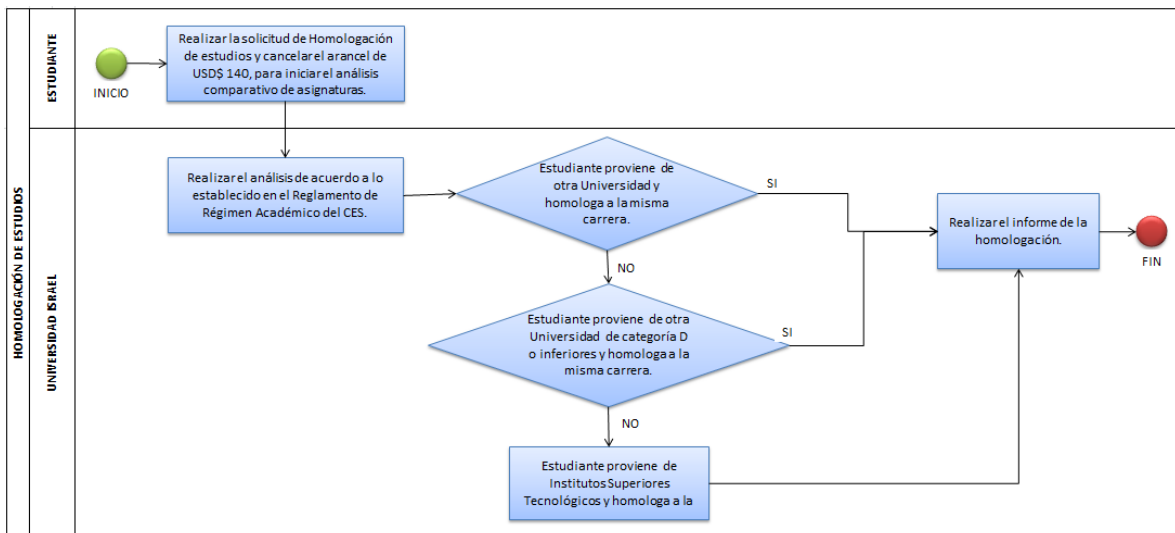 HOMOLOGACIÓN DE ESTUDIOS
ESTUDIANTE
INICIO
Realizar la solicitud de Homologación
de estudios y cancelar el arancel de
USD$ 140, para iniciar el análisis
comparativo de asignaturas.
UNIVERSIDAD ISRAEL
Realizar el análisis de acuerdo a lo
establecido en el Reglamento de
Régimen Académico del CES.
Estudiante proviene de
otra Universidad y
homologa a la misma
carrera.
SI
NO
Realizar el informe de la
homologación.
FIN
Estudiante proviene de otra
Universidad de categoría D
o inferiores y homologa a la
misma carrera.
SI
NO
Estudiante proviene de
Institutos Superiores
Tecnológicos y homologa a la